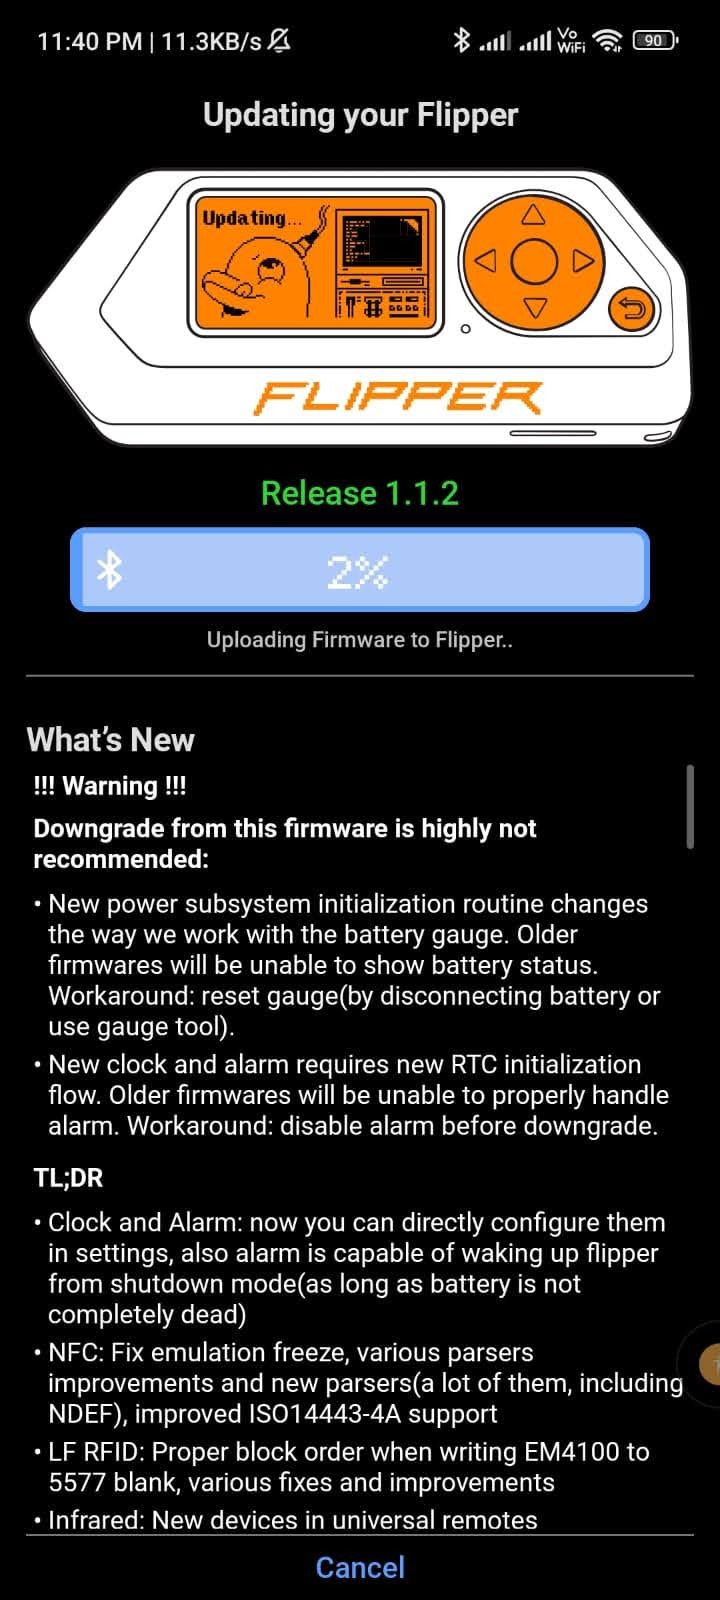 11:40 PM | 11.3KB/s
Vo
WiFi
90
Updating your Flipper
Updating...
FLIPPER
Release 1.1.2
2%
Uploading Firmware to Flipper..
What’s New
!!! Warning !!!
Downgrade from this firmware is highly not
recommended:
• New power subsystem initialization routine changes
the way we work with the battery gauge. Older
firmwares will be unable to show battery status.
Workaround: reset gauge(by disconnecting battery or
use gauge tool).
• New clock and alarm requires new RTC initialization
flow. Older firmwares will be unable to properly handle
alarm. Workaround: disable alarm before downgrade.
TL;DR
• Clock and Alarm: now you can directly configure them
in settings, also alarm is capable of waking up flipper
from shutdown mode(as long as battery is not
completely dead)
• NFC: Fix emulation freeze, various parsers
improvements and new parsers(a lot of them, including
NDEF), improved ISO14443-4A support
• LF RFID: Proper block order when writing EM4100 to
5577 blank, various fixes and improvements
• Infrared: New devices in universal remotes
Cancel